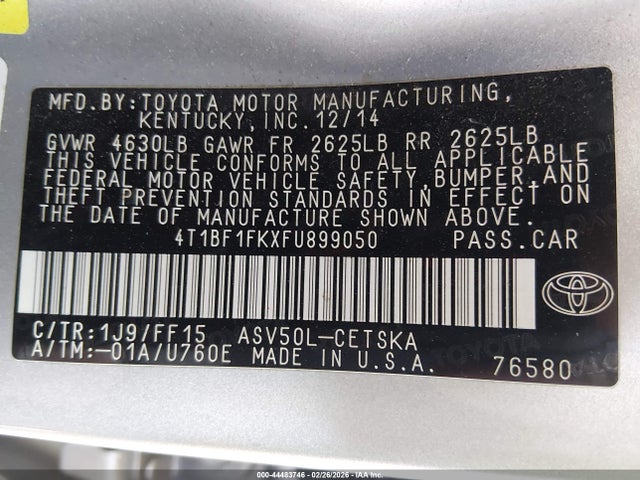 MFD.BY:TOYOTA MOTOR MANUFACTURING,
KENTUCKY,INC.12/14
GVWR 4630LB GAWR FR 2625LB RR 2625LB
THIS VEHICLE CONFORMS TO ALL APPLICABLE
FEDERAL MOTOR VEHICLE SAFETY,BUMPER,AND
THEFT PREVENTION STANDARDS IN EFFECT ON
THE DATE OF MANUFACTURE SHOWN ABOVE.
4T1BF1FKXFU899050 PASS.CAR
C/TR:1J9/FF15 ASV50L-CETSKA
A/TM:-01A/U760E MADE IN U.S.A.
76580
000-44483746 - 02/26/2026 - IAA Inc.